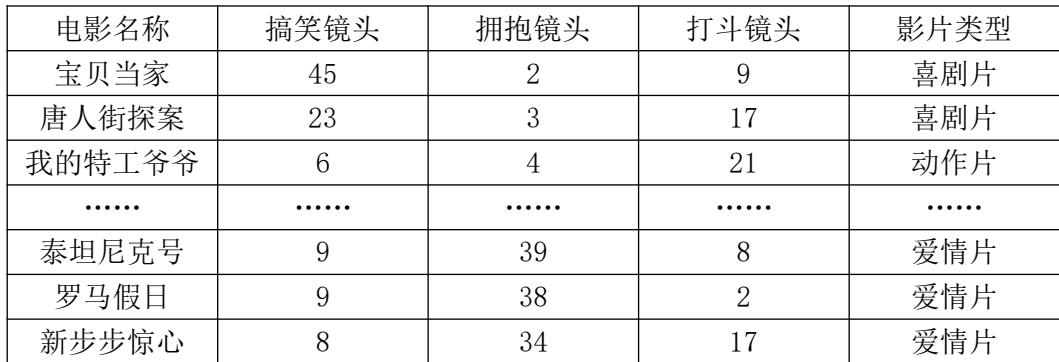 电影名称 搞笑镜头 拥抱镜头 打斗镜头 影片类型
宝贝当家 45 2 9 喜剧片
唐人街探案 23 3 17 喜剧片
我的特工爷爷 6 4 21 动作片
…… …… …… …… ……
泰坦尼克号 9 39 8 爱情片
罗马假日 9 38 2 爱情片
新步步惊心 8 34 17 爱情片